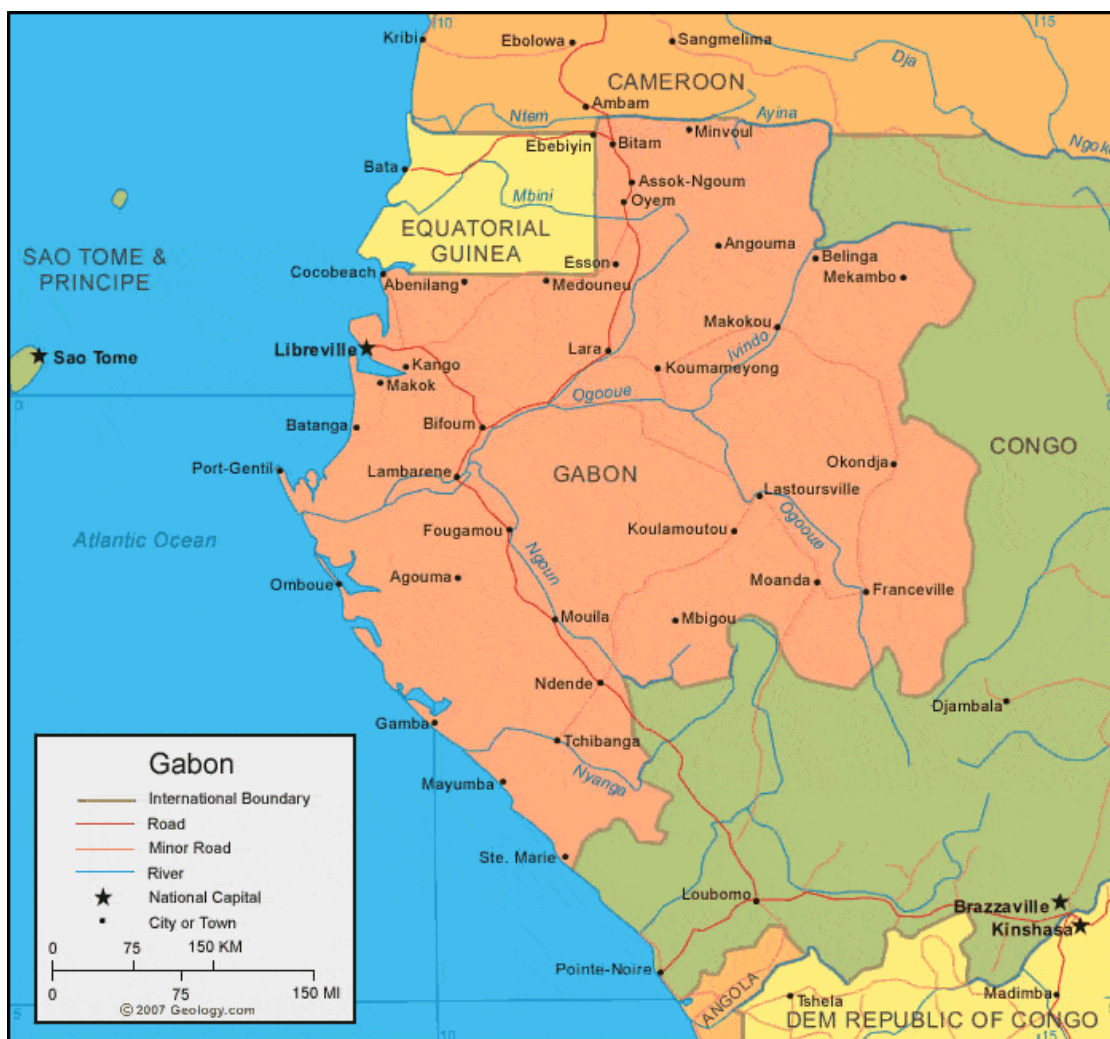 10
15
Kribi
Ebolowa
Sangmelima
Dja
CAMEROON
Ambam
Ntem
Ayina
Minvoul
Ngoko
Ebebiyin
Bitam
Bata
Assok-Ngoum
Mbini
Oyem
EQUATORIAL
GUINEA
SAO TOME &
PRINCIPE
Angouma
Belinga
Esson
Cocobeach
Abenilang
Medouneu
Mekambo
Makokou
Libreville
Lara
Ivindo
Sao Tome
Kango
Koumameyong
Makok
Ogooue
0
0
Batanga
Bifoum
CONGO
Port-Gentil
Lambarene
GABON
Okondja
Lastoursville
Ogooue
Fougamou
Koulamoutou
Atlantic Ocean
Ngoun
Agouma
Moanda
Omboue
Franceville
Mouila
Mbigou
Ndende
Djambala
Gamba
Tchibanga
Nyanga
Mayumba
Ste. Marie
Loubomo
Brazzaville
Kinshasa
Pointe-Noire
ANGOLA
Tshela
Madimba
DEM REPUBLIC OF CONGO
5
10
15
Gabon
International Boundary
Road
Minor Road
River
National Capital
City or Town
0 75 150 KM
0 75 150 MI
© 2007 Geology.com